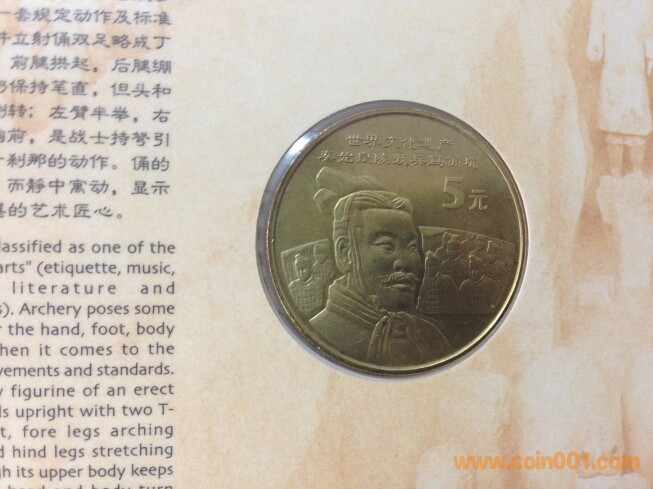 一套规定动作及标准
立射俑双足略成丁
前腿拱起，后腿绷
保持笔直，但头和
转；左臂半举，右
前，是战士持弩引
刹那的动作。俑的
而静中寓动，显示
的艺术匠心。
lassified as one of the
arts" (etiquette, music,
literature and
s). Archery poses some
r the hand, foot, body
hen it comes to the
vements and standards.
y figurine of an erect
ls upright with two T-
t, fore legs arching
d hind legs stretching
gh its upper body keeps
body turn
世界文化遗产
秦始皇陵及兵马俑坑
5元
www.coin001.com